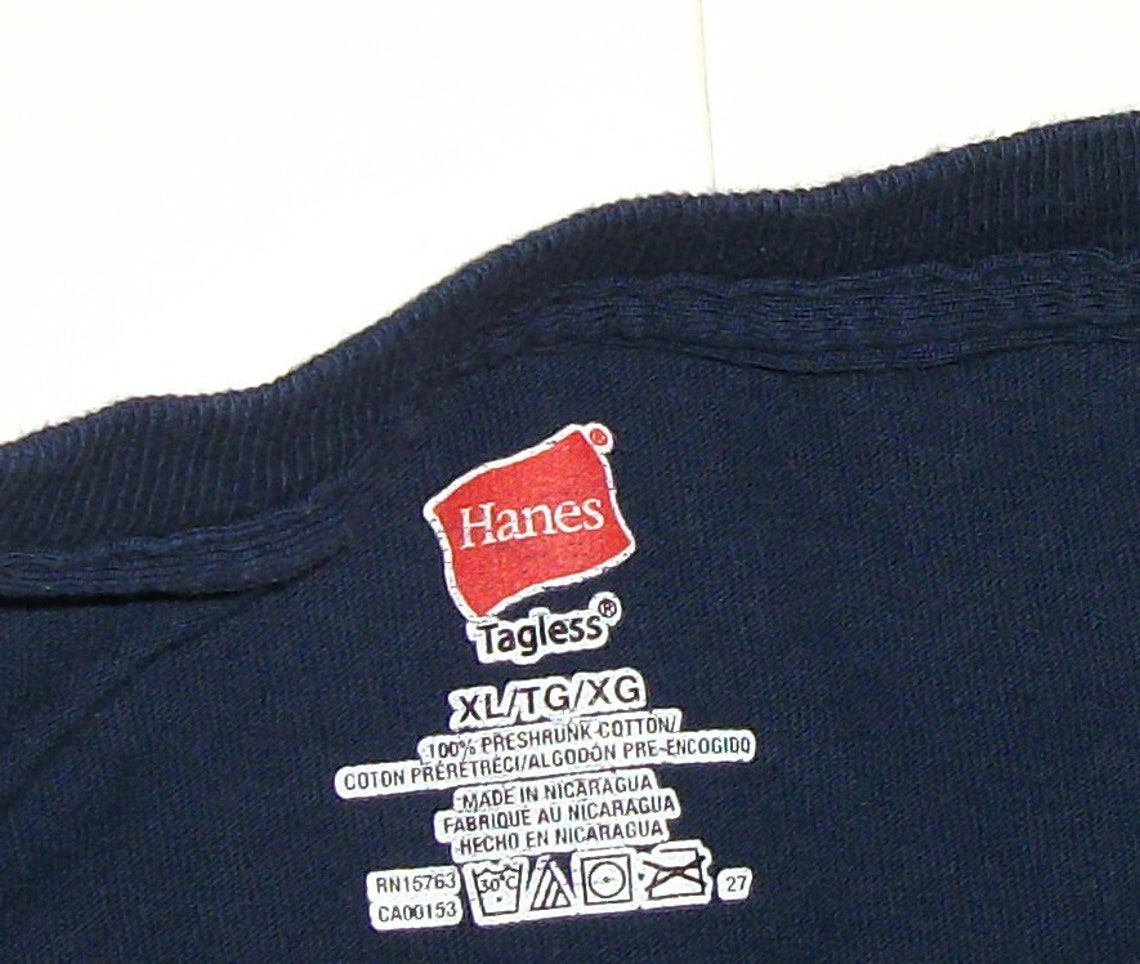 Hanes®
Tagless®
XL/TG/XG
100% PRESHRUNK COTTON/
COTON PRÉRÉTRÉCI/ALGODÓN PRE-ENCOGIDO
MADE IN NICARAGUA
FABRIQUÉ AU NICARAGUA
HECHO EN NICARAGUA
RN15763
CA00153
30°C
27